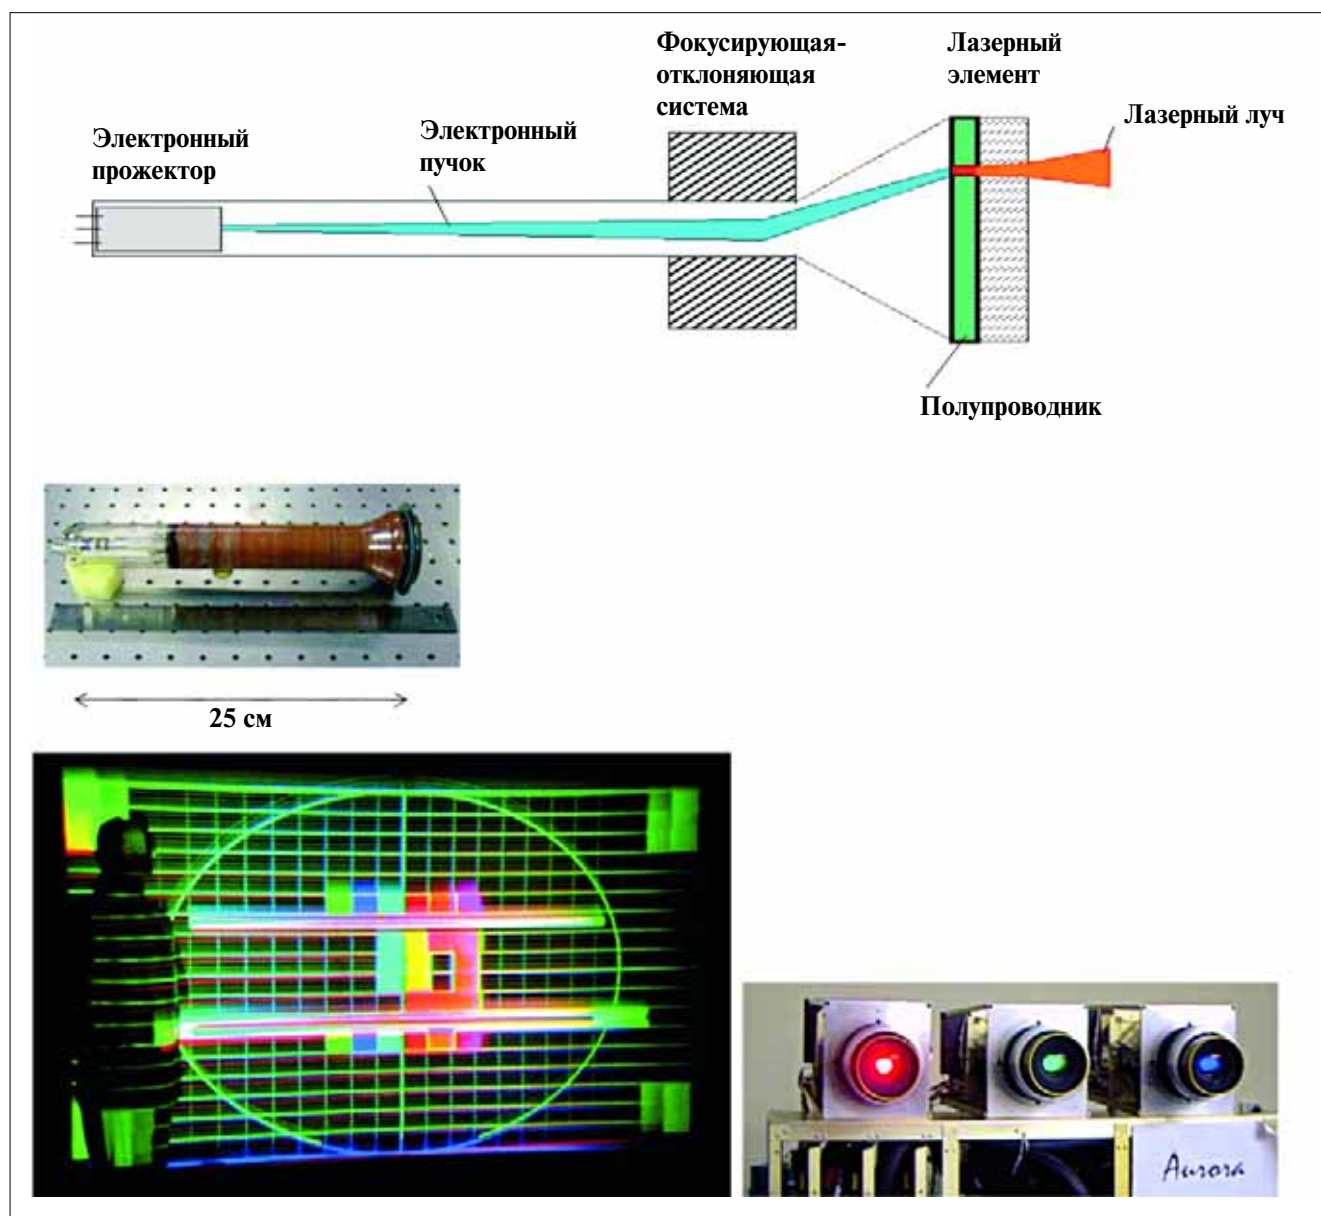 Фокусирующая-
отклоняющая
система
Лазерный
элемент
Лазерный луч
Электронный
прожектор
Электронный
пучок
Полупроводник
25 см
Aurora